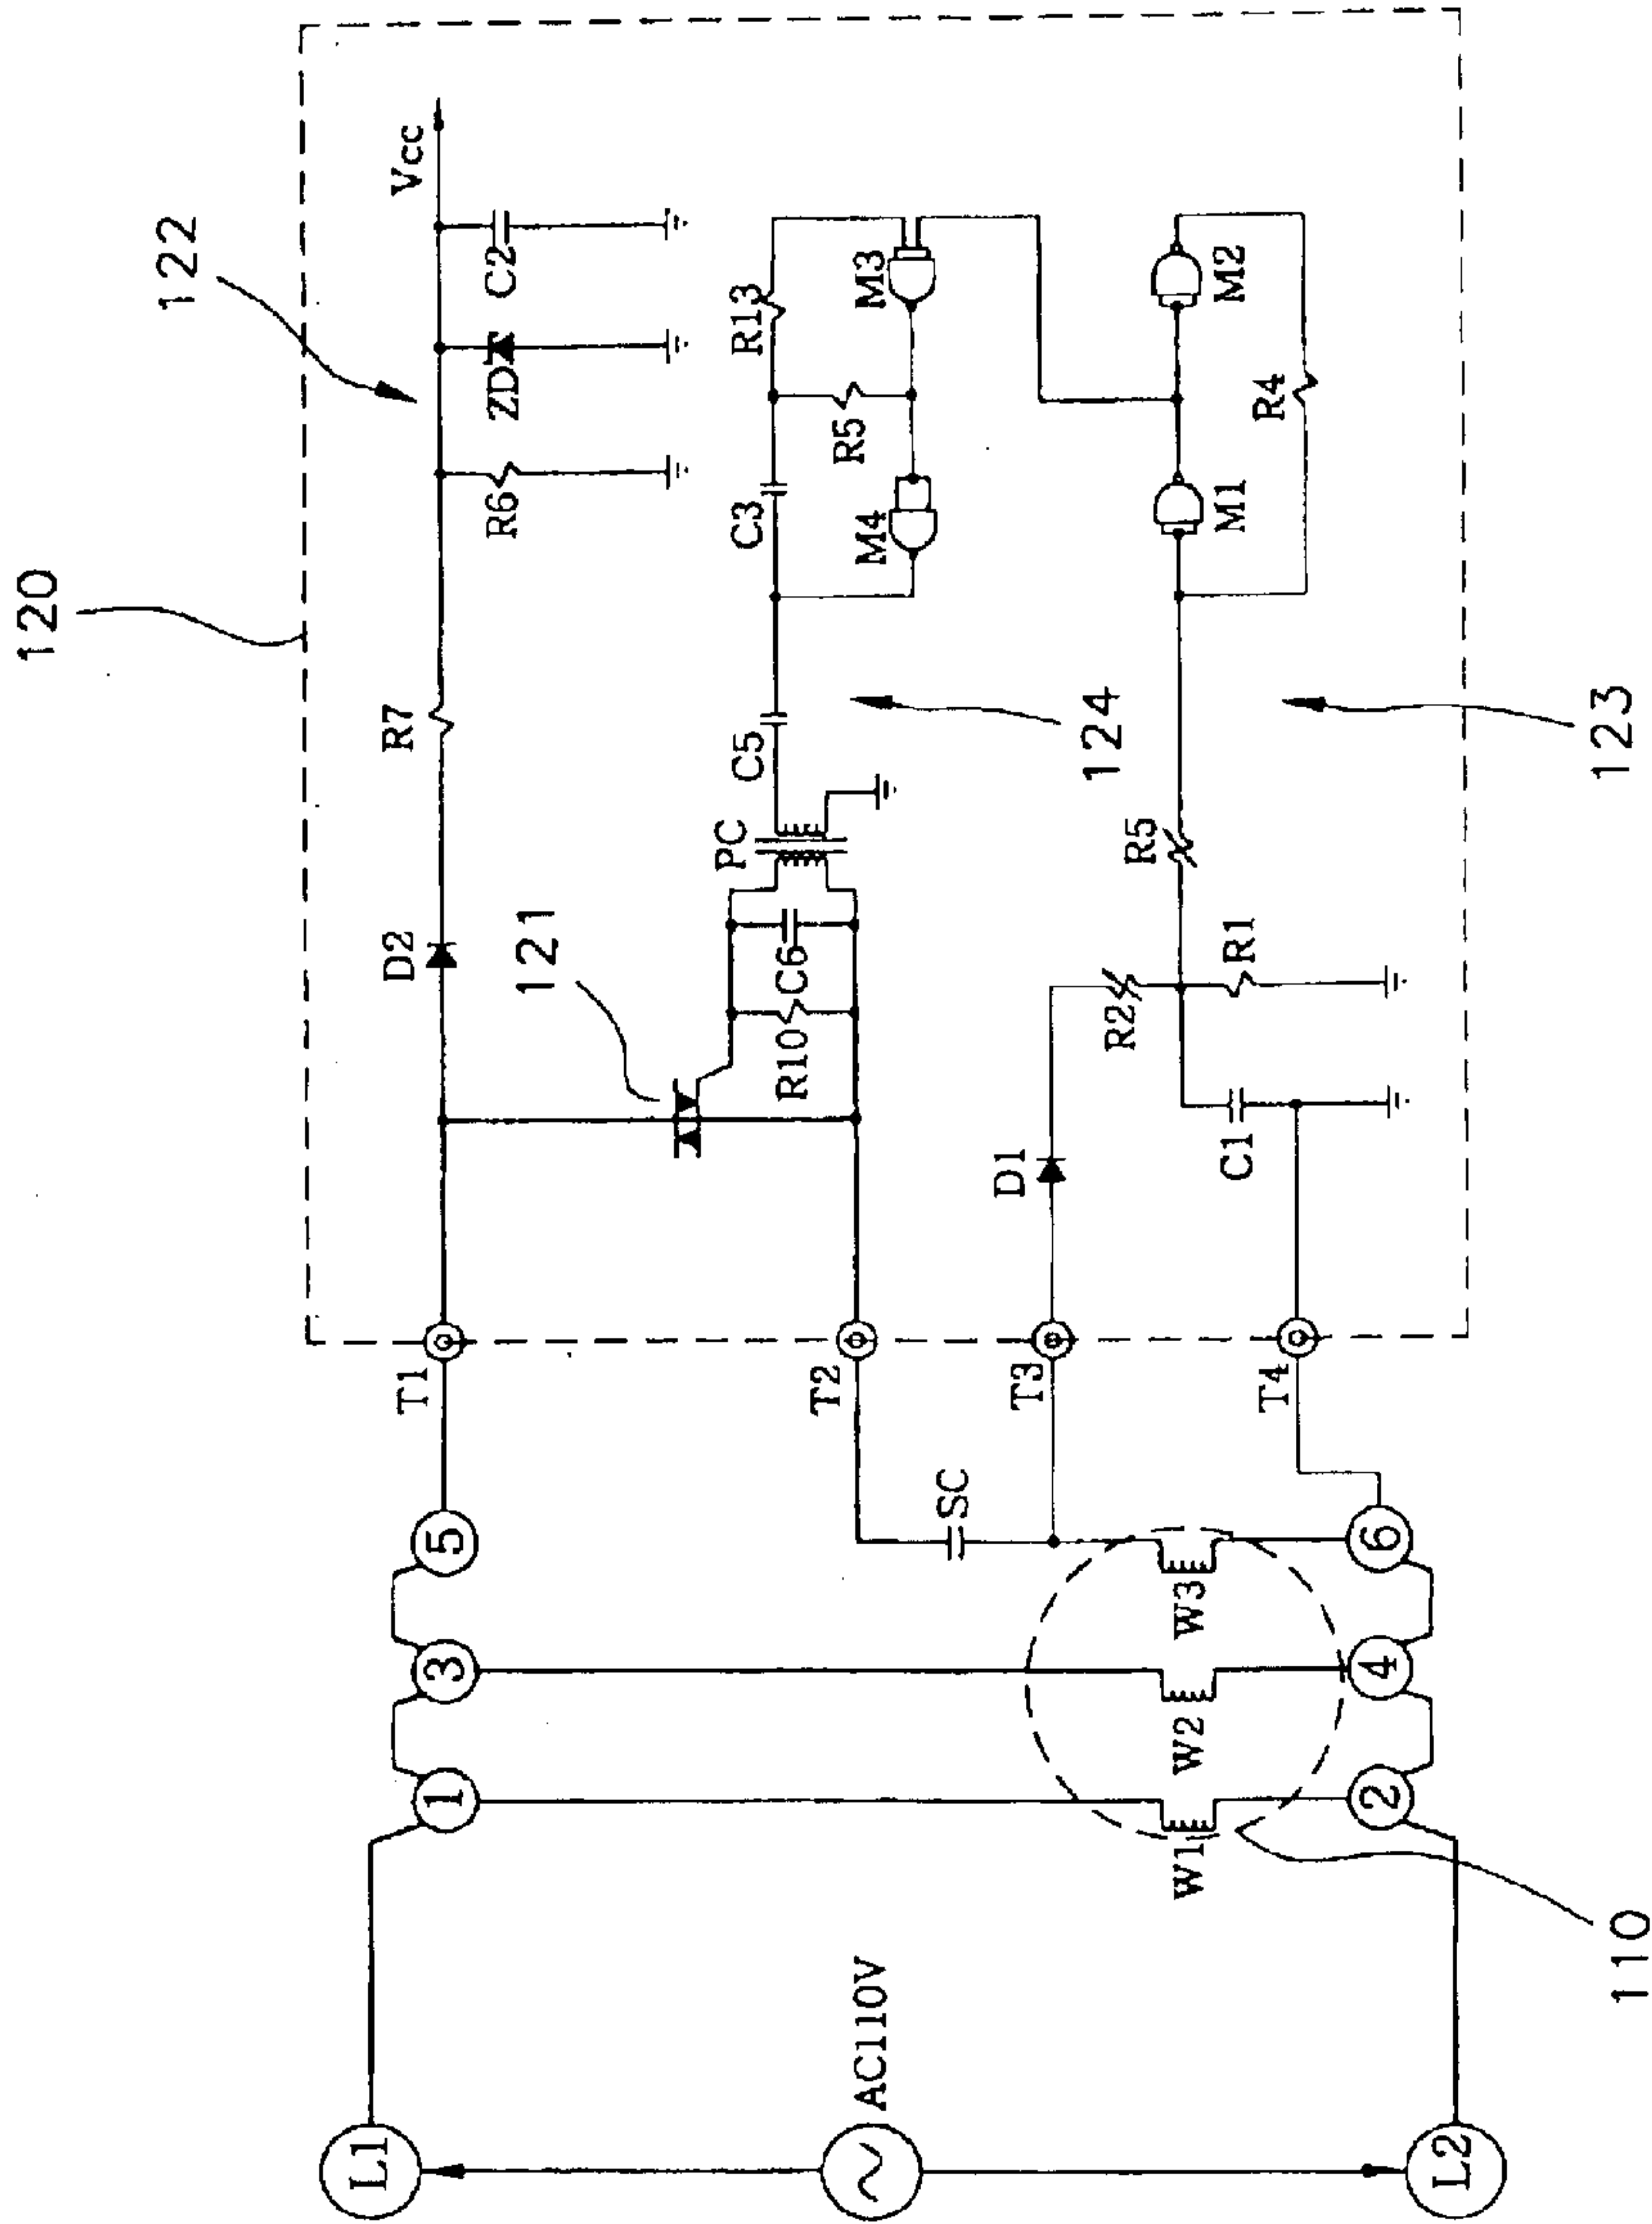 120
122
Vcc
R7
D2
R6
ZD
C2
121
PC
C5
C3
R13
R5
M4
M3
R10
C6
124
D1
R2
R5
R1
C1
M1
M2
R4
123
T1
T2
T3
T4
SC
5
3
1
6
4
2
W3
W2
W1
110
L1
AC110V
L2